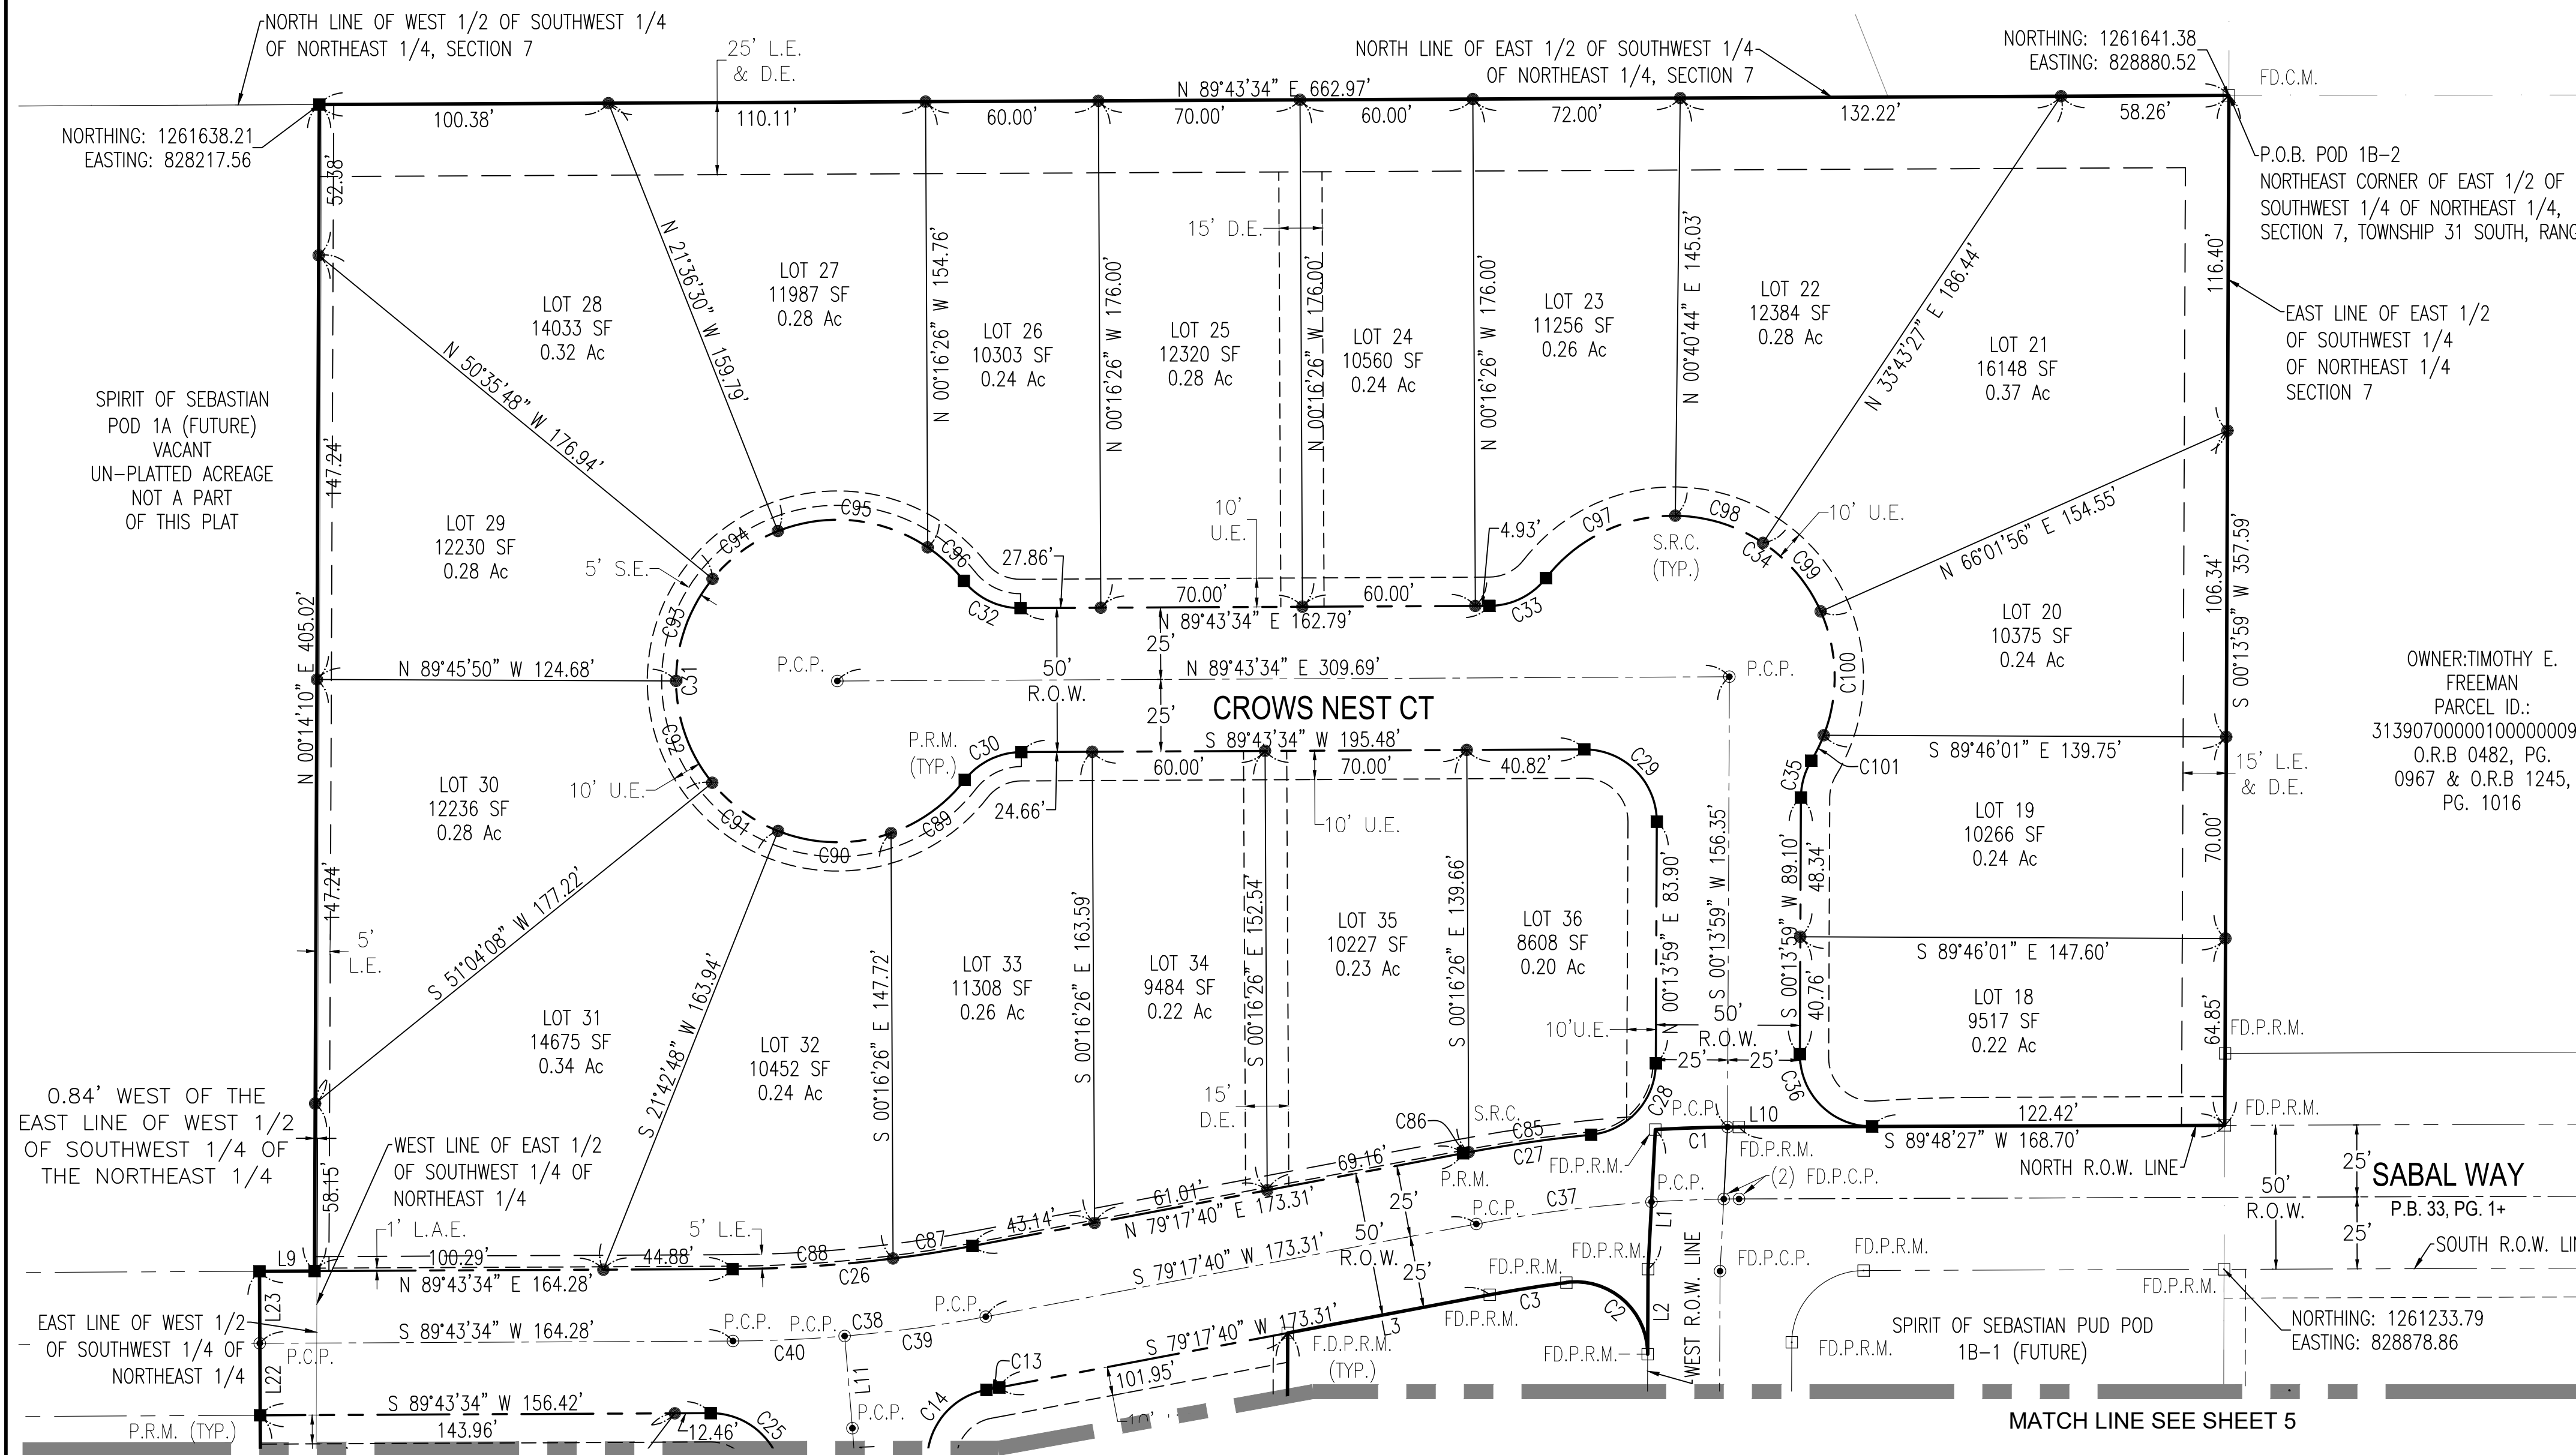 NORTH LINE OF WEST 1/2 OF SOUTHWEST 1/4
OF NORTHEAST 1/4, SECTION 7
25' L.E.
& D.E.
NORTH LINE OF EAST 1/2 OF SOUTHWEST 1/4
OF NORTHEAST 1/4, SECTION 7
NORTHING: 1261641.38
EASTING: 828880.52
FD.C.M.
N 89°43'34" E 662.97'
100.38'
110.11'
60.00'
70.00'
60.00'
72.00'
132.22'
58.26'
NORTHING: 1261638.21
EASTING: 828217.56
P.O.B. POD 1B-2
NORTHEAST CORNER OF EAST 1/2 OF
SOUTHWEST 1/4 OF NORTHEAST 1/4,
SECTION 7, TOWNSHIP 31 SOUTH, RANG
52.38'
15' D.E.
116.40'
N 21°36'30" W 159.79'
N 00°16'26" W 154.76'
N 00°16'26" W 176.00'
N 00°16'26" W 176.00'
N 00°16'26" W 176.00'
N 00°40'44" E 145.03'
N 33°43'27" E 186.44'
LOT 28
14033 SF
0.32 Ac
LOT 27
11987 SF
0.28 Ac
LOT 26
10303 SF
0.24 Ac
LOT 25
12320 SF
0.28 Ac
LOT 24
10560 SF
0.24 Ac
LOT 23
11256 SF
0.26 Ac
LOT 22
12384 SF
0.28 Ac
LOT 21
16148 SF
0.37 Ac
EAST LINE OF EAST 1/2
OF SOUTHWEST 1/4
OF NORTHEAST 1/4
SECTION 7
SPIRIT OF SEBASTIAN
POD 1A (FUTURE)
VACANT
UN-PLATTED ACREAGE
NOT A PART
OF THIS PLAT
N 50°35'48" W 176.94'
147.24'
LOT 29
12230 SF
0.28 Ac
5' S.E.
C94
C95
C96
C93
C32
27.86'
10'
U.E.
4.93'
C97
C98
C34
C99
C33
S.R.C.
(TYP.)
10' U.E.
N 66°01'56" E 154.55'
70.00'
60.00'
N 89°43'34" E 162.79'
25'
106.34'
S 00°13'59" W 357.59'
LOT 20
10375 SF
0.24 Ac
N 00°14'10" E 405.02'
N 89°45'50" W 124.68'
C31
P.C.P.
50'
R.O.W.
N 89°43'34" E 309.69'
P.C.P.
C100
OWNER:TIMOTHY E.
FREEMAN
PARCEL ID.:
31390700000100000009
O.R.B 0482, PG.
0967 & O.R.B 1245,
PG. 1016
25'
CROWS NEST CT
S 89°43'34" W 195.48'
C92
P.R.M.
(TYP.)
C30
60.00'
70.00'
40.82'
C29
C35
C101
S 89°46'01" E 139.75'
15' L.E.
& D.E.
LOT 30
12236 SF
0.28 Ac
10' U.E.
C91
C90
C89
24.66'
10' U.E.
S 00°13'59" W 156.35'
S 00°13'59" W 89.10'
48.34'
LOT 19
10266 SF
0.24 Ac
70.00'
147.24'
5'
L.E.
S 51°04'08" W 177.22'
S 21°42'48" W 163.94'
S 00°16'26" E 147.72'
S 00°16'26" E 163.59'
S 00°16'26" E 152.54'
S 00°16'26" E 139.66'
N 00°13'59" E 83.90'
LOT 33
11308 SF
0.26 Ac
LOT 34
9484 SF
0.22 Ac
LOT 35
10227 SF
0.23 Ac
LOT 36
8608 SF
0.20 Ac
S 89°46'01" E 147.60'
LOT 31
14675 SF
0.34 Ac
LOT 32
10452 SF
0.24 Ac
10'U.E.
50'
R.O.W.
25'
25'
40.76'
LOT 18
9517 SF
0.22 Ac
64.85'
FD.P.R.M.
0.84' WEST OF THE
EAST LINE OF WEST 1/2
OF SOUTHWEST 1/4 OF
THE NORTHEAST 1/4
WEST LINE OF EAST 1/2
OF SOUTHWEST 1/4 OF
NORTHEAST 1/4
58.15'
15'
D.E.
C86
S.R.C.
C85
C27
C28
P.C.P.
L10
C1
C36
122.42'
S 89°48'27" W 168.70'
FD.P.R.M.
FD.P.R.M.
FD.P.R.M.
NORTH R.O.W. LINE
(2) FD.P.C.P.
69.16'
P.R.M.
61.01'
N 79°17'40" E 173.31'
43.14'
25'
C37
P.C.P.
P.C.P.
L1
50'
R.O.W.
25'
25'
SABAL WAY
P.B. 33, PG. 1+
50'
R.O.W.
25'
SOUTH R.O.W. LI
1' L.A.E.
5' L.E.
L9
100.29'
44.88'
C88
C87
C26
N 89°43'34" E 164.28'
S 79°17'40" W 173.31'
FD.P.R.M.
FD.P.C.P.
FD.P.R.M.
FD.P.R.M.
L23
P.C.P.
EAST LINE OF WEST 1/2
OF SOUTHWEST 1/4 OF
NORTHEAST 1/4
P.C.P.
S 89°43'34" W 164.28'
P.C.P.
P.C.P.
C38
C39
C40
FD.P.R.M.
FD.P.R.M.
C3
C2
L2
L3
WEST R.O.W. LINE
NORTHING: 1261233.79
EASTING: 828878.86
SPIRIT OF SEBASTIAN PUD POD
1B-1 (FUTURE)
FD.P.R.M.
FD.P.R.M.
S 79°17'40" W 173.31'
F.D.P.R.M.
(TYP.)
L22
L11
C13
101.95'
C14
10'
S 89°43'34" W 156.42'
P.R.M. (TYP.)
143.96'
12.46'
C25
P.C.P.
MATCH LINE SEE SHEET 5